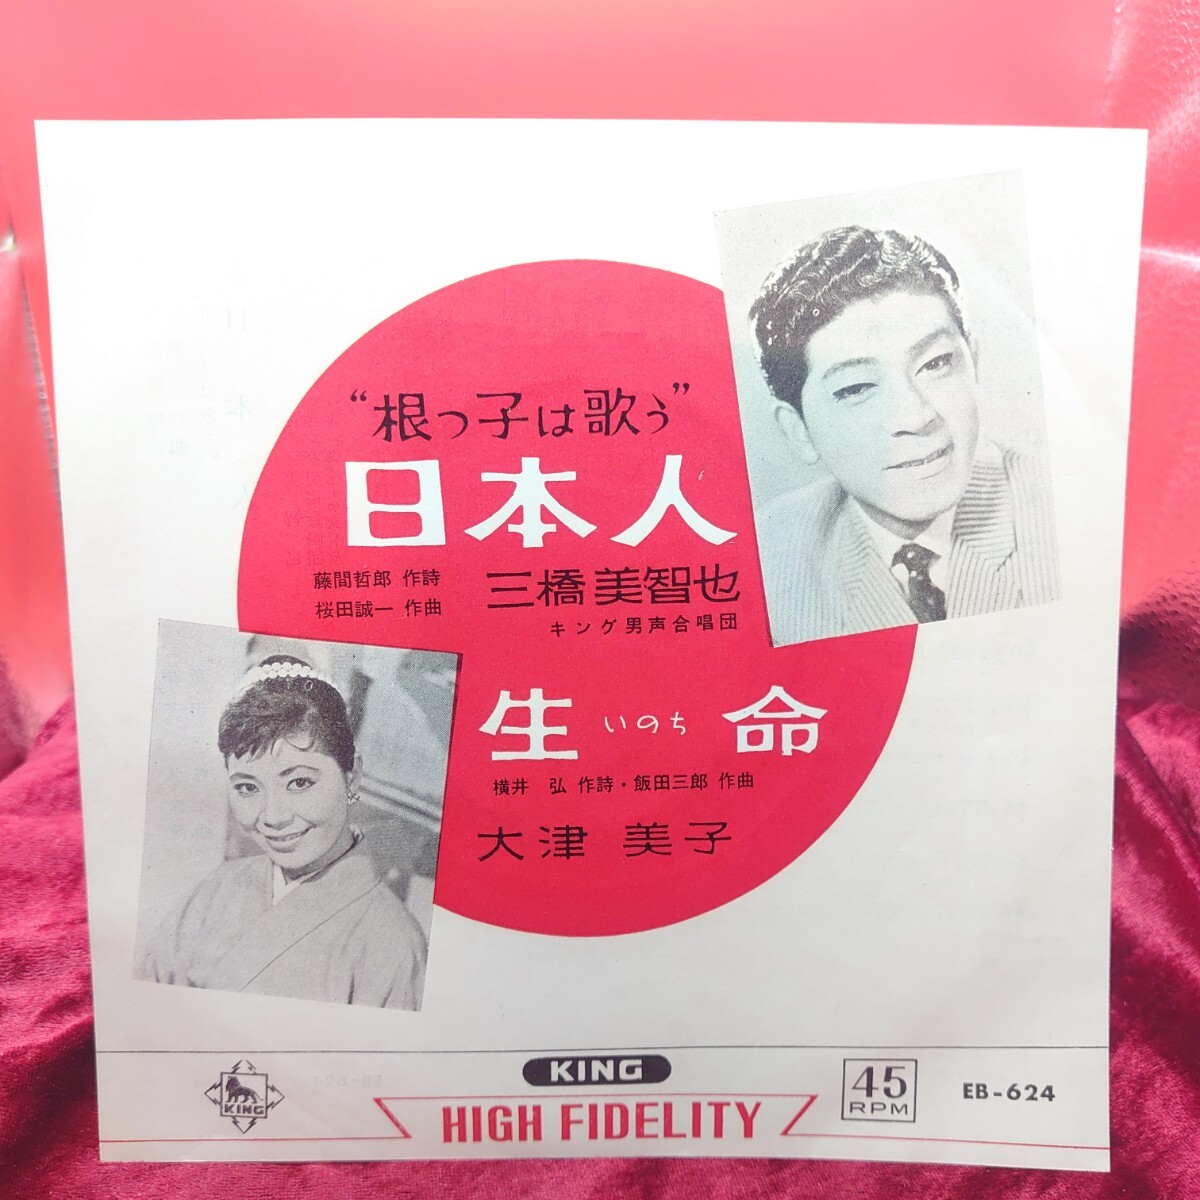 “根っ子は歌う”
日本人
藤間哲郎 作詩
桜田誠一 作曲
三橋美智也
キング男声合唱団
生いのち命
横井 弘 作詩・飯田三郎 作曲
大津 美子
KING
KING
HIGH FIDELITY
45
RPM
EB-624